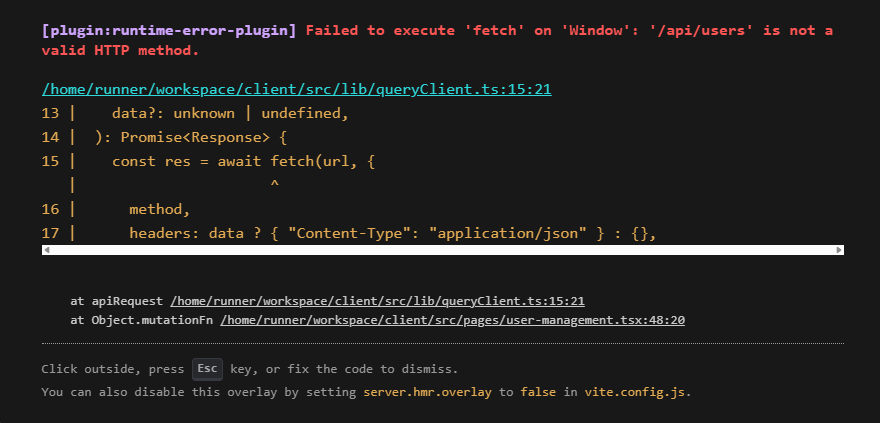 [plugin:runtime-error-plugin] Failed to execute 'fetch' on 'Window': '/api/users' is not a
valid HTTP method.
/home/runner/workspace/client/src/lib/queryClient.ts:15:21
13 |    data?: unknown | undefined,
14 |  ): Promise<Response> {
15 |    const res = await fetch(url, {
   |                      ^
16 |      method,
17 |      headers: data ? { "Content-Type": "application/json" } : {},
at apiRequest /home/runner/workspace/client/src/lib/queryClient.ts:15:21
at Object.mutationFn /home/runner/workspace/client/src/pages/user-management.tsx:48:20
Click outside, press Esc key, or fix the code to dismiss.
You can also disable this overlay by setting server.hmr.overlay to false in vite.config.js.